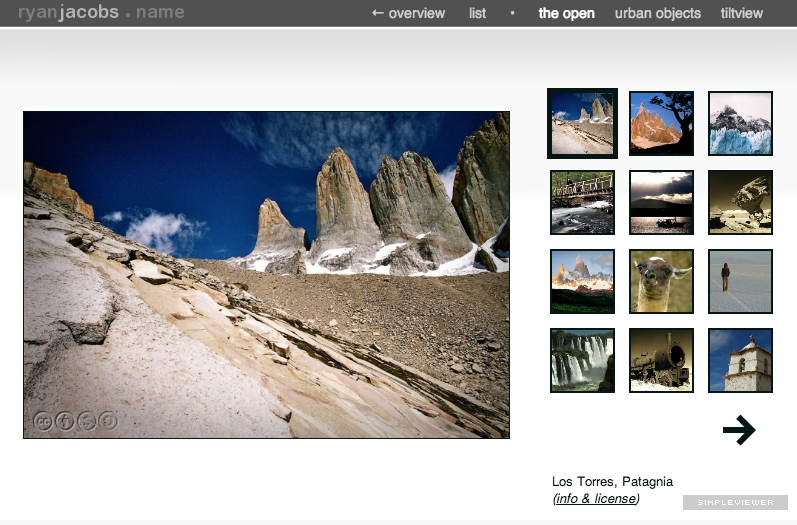 ryanjacobs . name
← overview list • the open urban objects tiltview
Los Torres, Patagnia
(info & license)
SIMPLEVIEWER